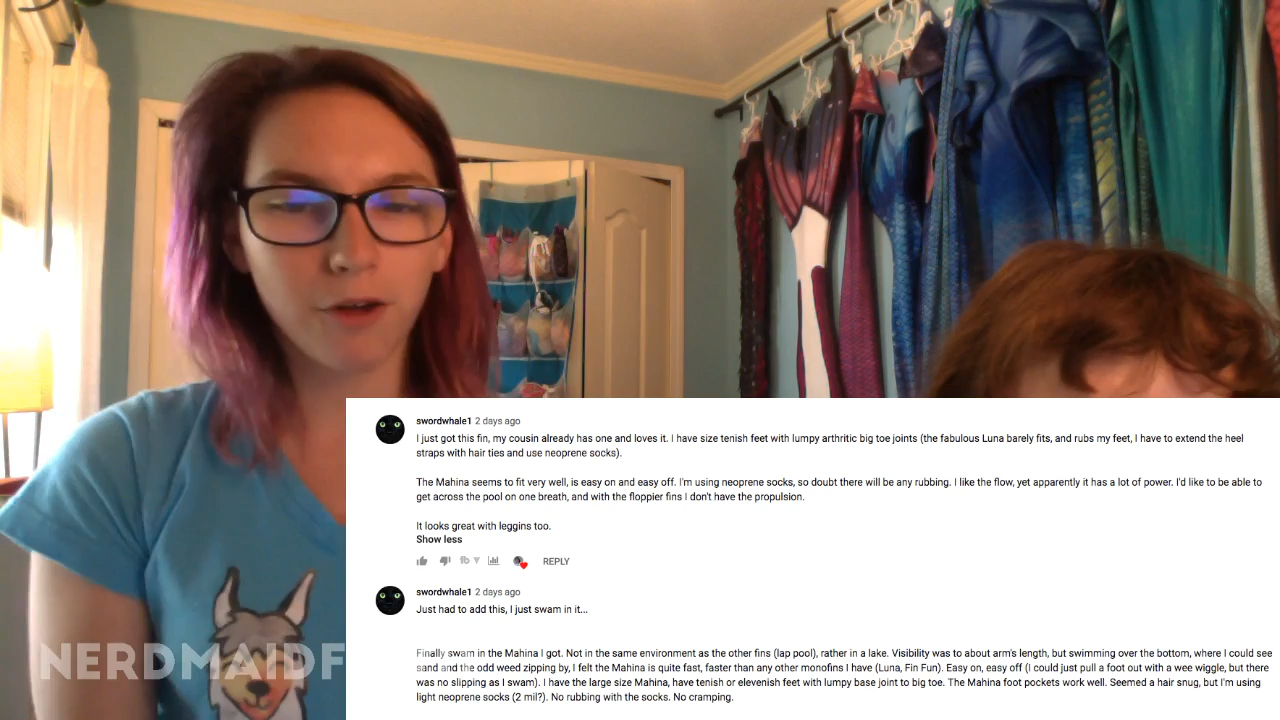 swordwhale1 2 days ago
I just got this fin, my cousin already has one and loves it. I have size tenish feet with lumpy arthritic big toe joints (the fabulous Luna barely fits, and rubs my feet, I have to extend the heel
straps with hair ties and use neoprene socks).
The Mahina seems to fit very well, is easy on and easy off. I'm using neoprene socks, so doubt there will be any rubbing. I like the flow, yet apparently it has a lot of power. I'd like to be able to
get across the pool on one breath, and with the floppier fins I don't have the propulsion.
It looks great with leggins too.
Show less
REPLY
swordwhale1 2 days ago
Just had to add this, I just swam in it...
Finally swam in the Mahina I got. Not in the same environment as the other fins (lap pool), rather in a lake. Visibility was to about arm's length, but swimming over the bottom, where I could see
sand and the odd weed zipping by, I felt the Mahina is quite fast, faster than any other monofins I have (Luna, Fin Fun). Easy on, easy off (I could just pull a foot out with a wee wiggle, but there
was no slipping as I swam). I have the large size Mahina, have tenish or elevenish feet with lumpy base joint to big toe. The Mahina foot pockets work well. Seemed a hair snug, but I'm using
light neoprene socks (2 mil?). No rubbing with the socks. No cramping.
NERDMAIDF